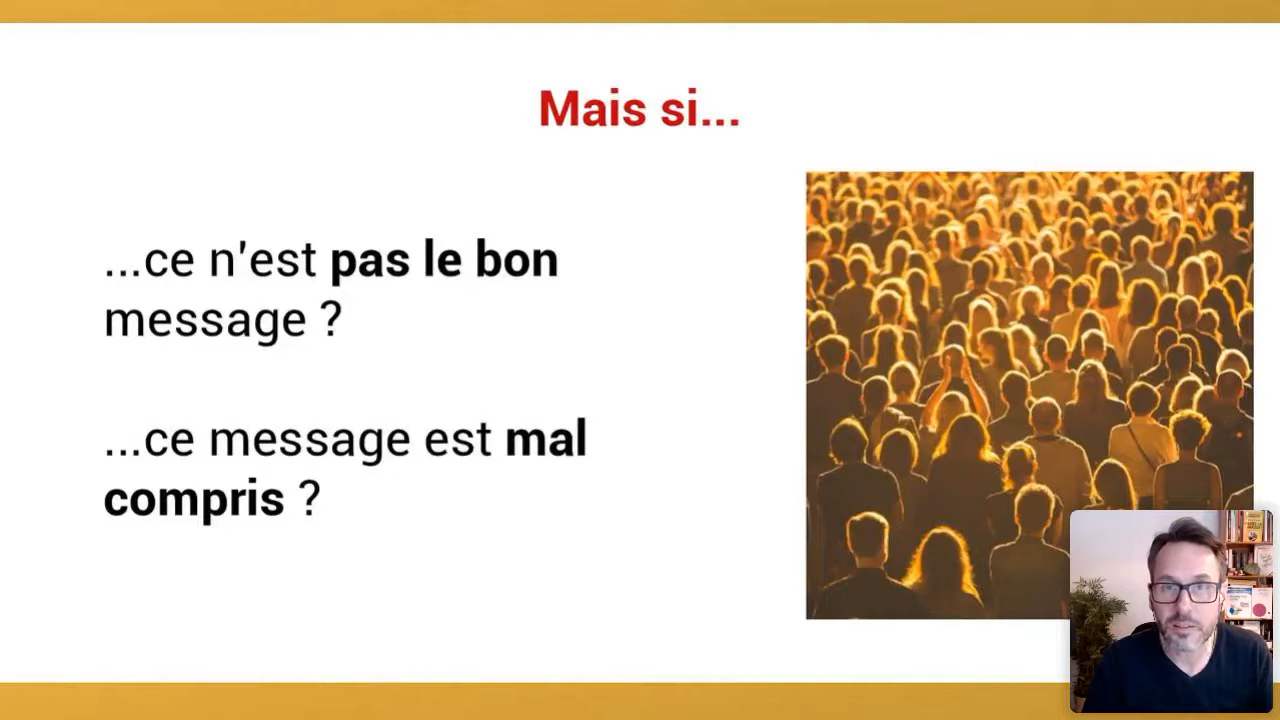 Mais si...
...ce n'est pas le bon
message ?
...ce message est mal
compris ?